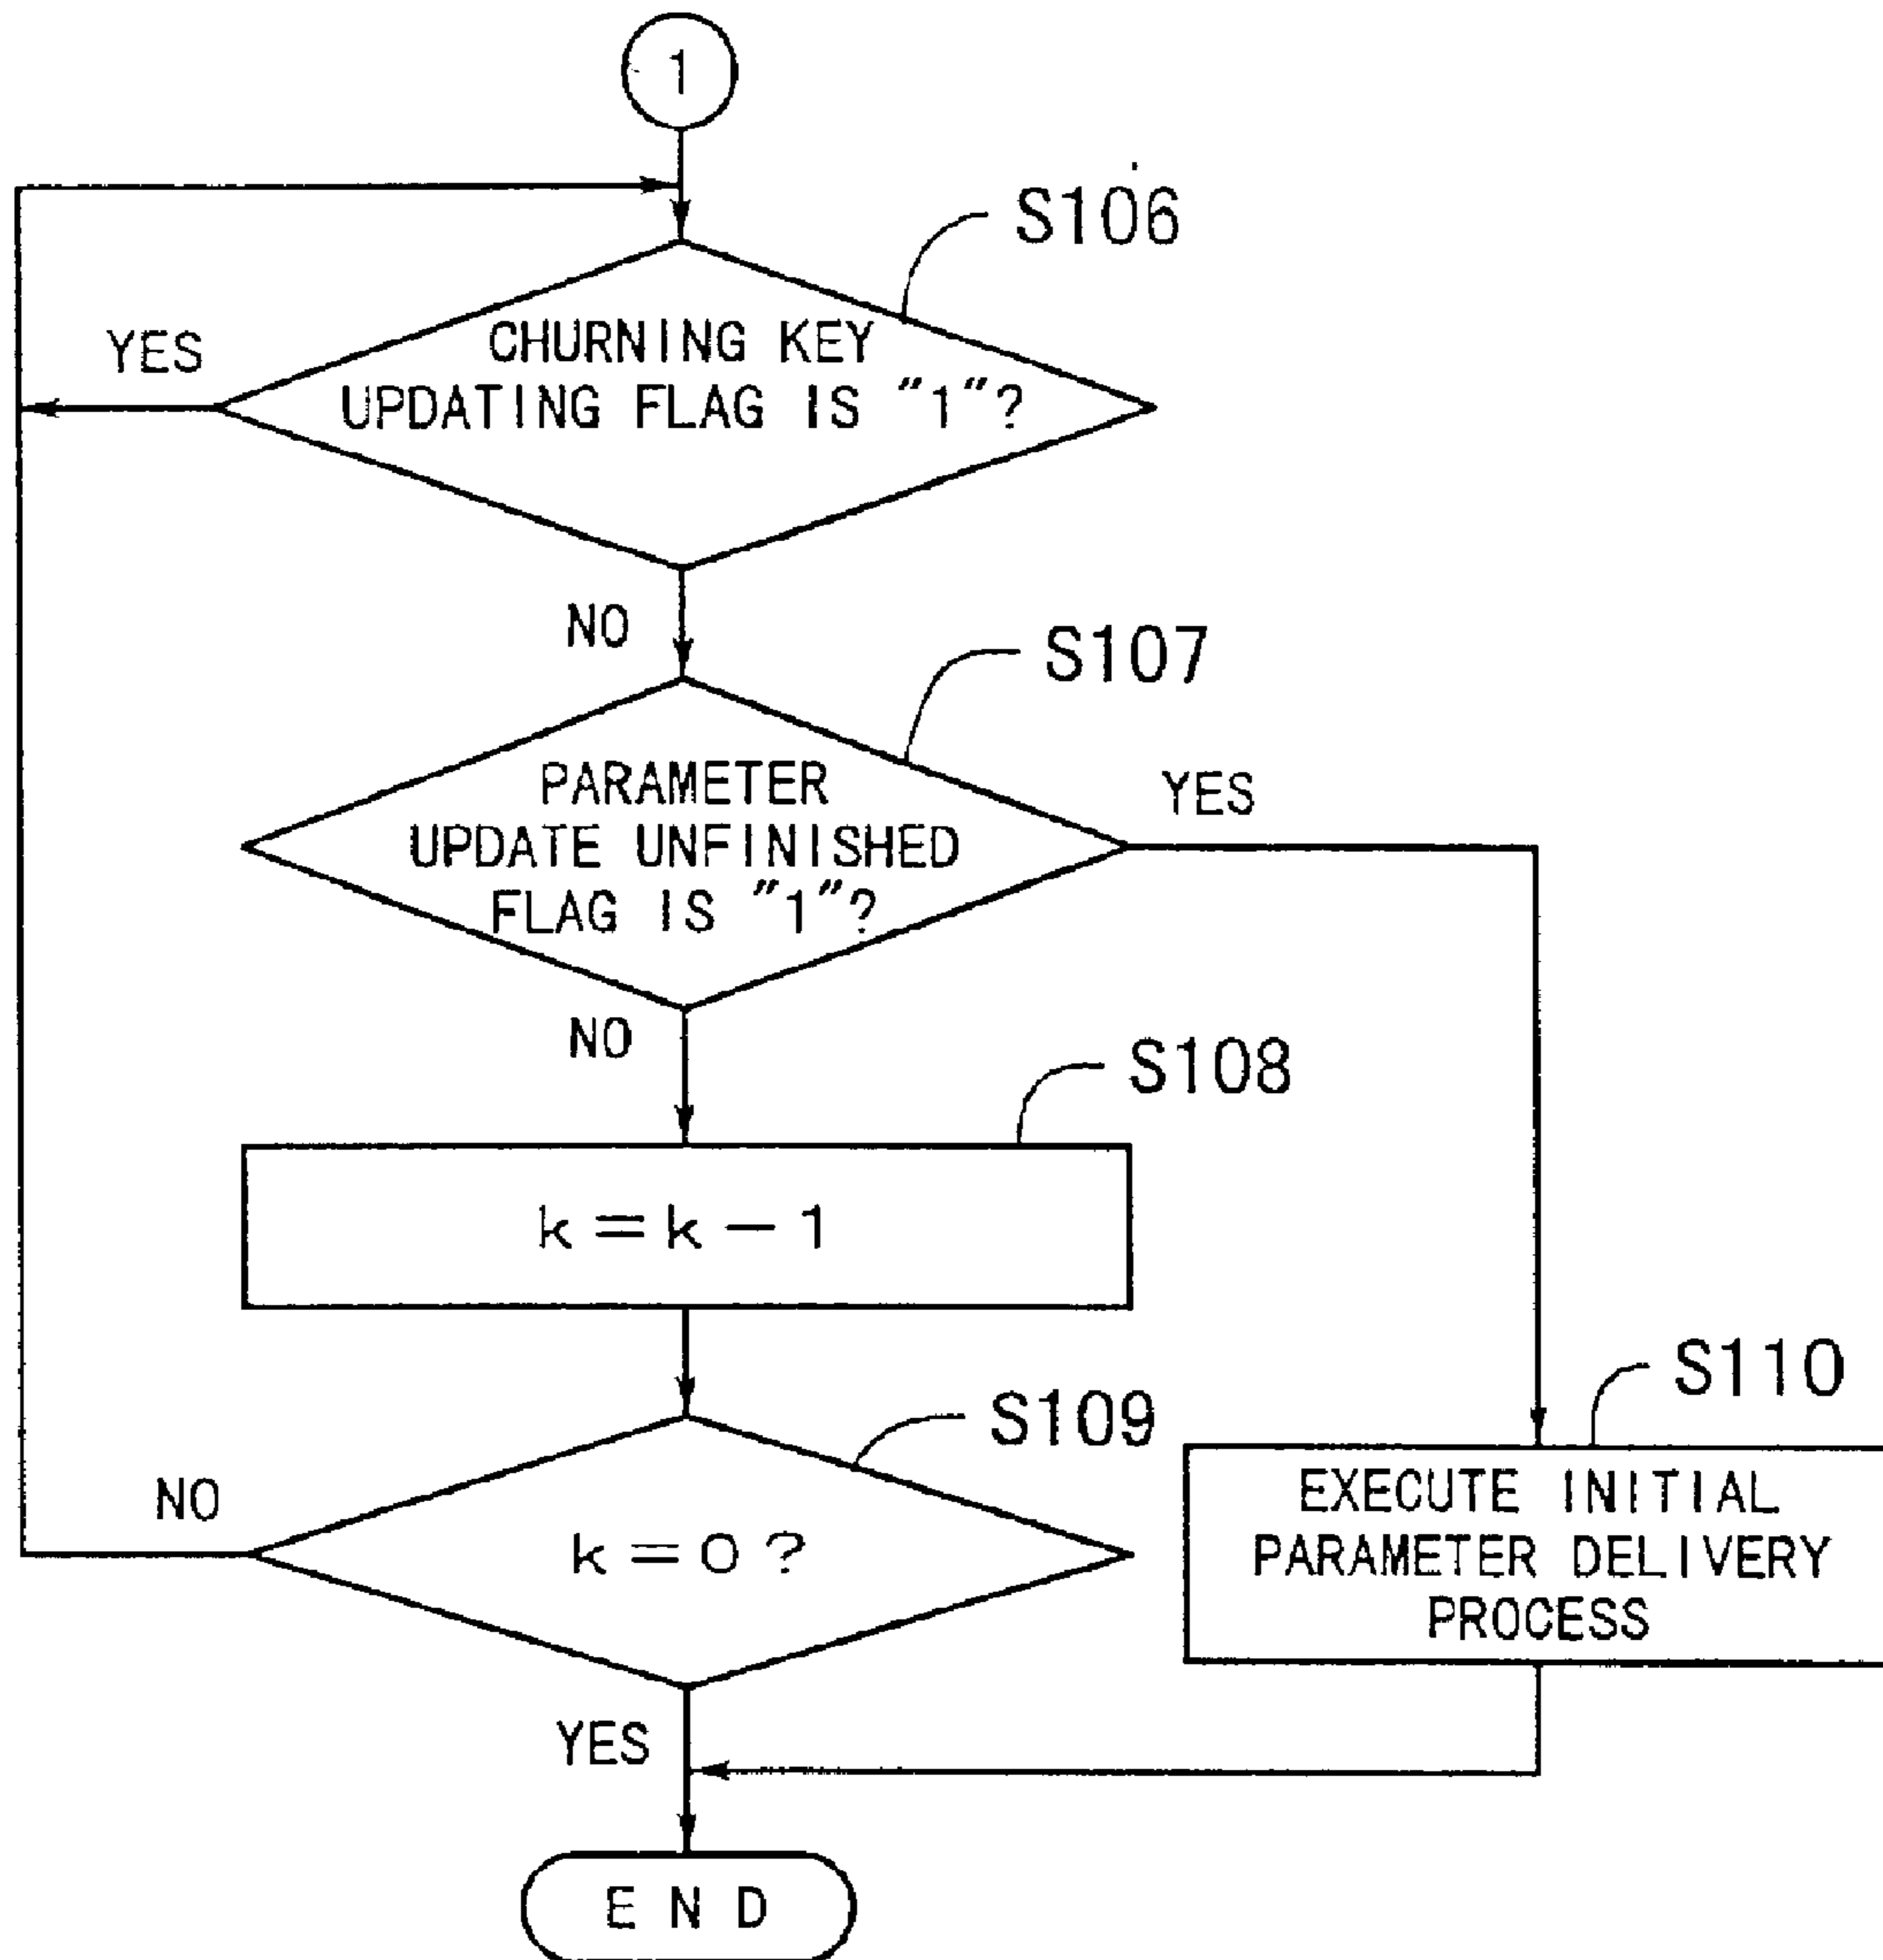 1
S106
CHURNING KEY
UPDATING FLAG IS "1"?
YES
NO
S107
PARAMETER
UPDATE UNFINISHED
FLAG IS "1"?
YES
NO
S108
k = k - 1
S109
k = 0 ?
NO
YES
S110
EXECUTE INITIAL
PARAMETER DELIVERY
PROCESS
END